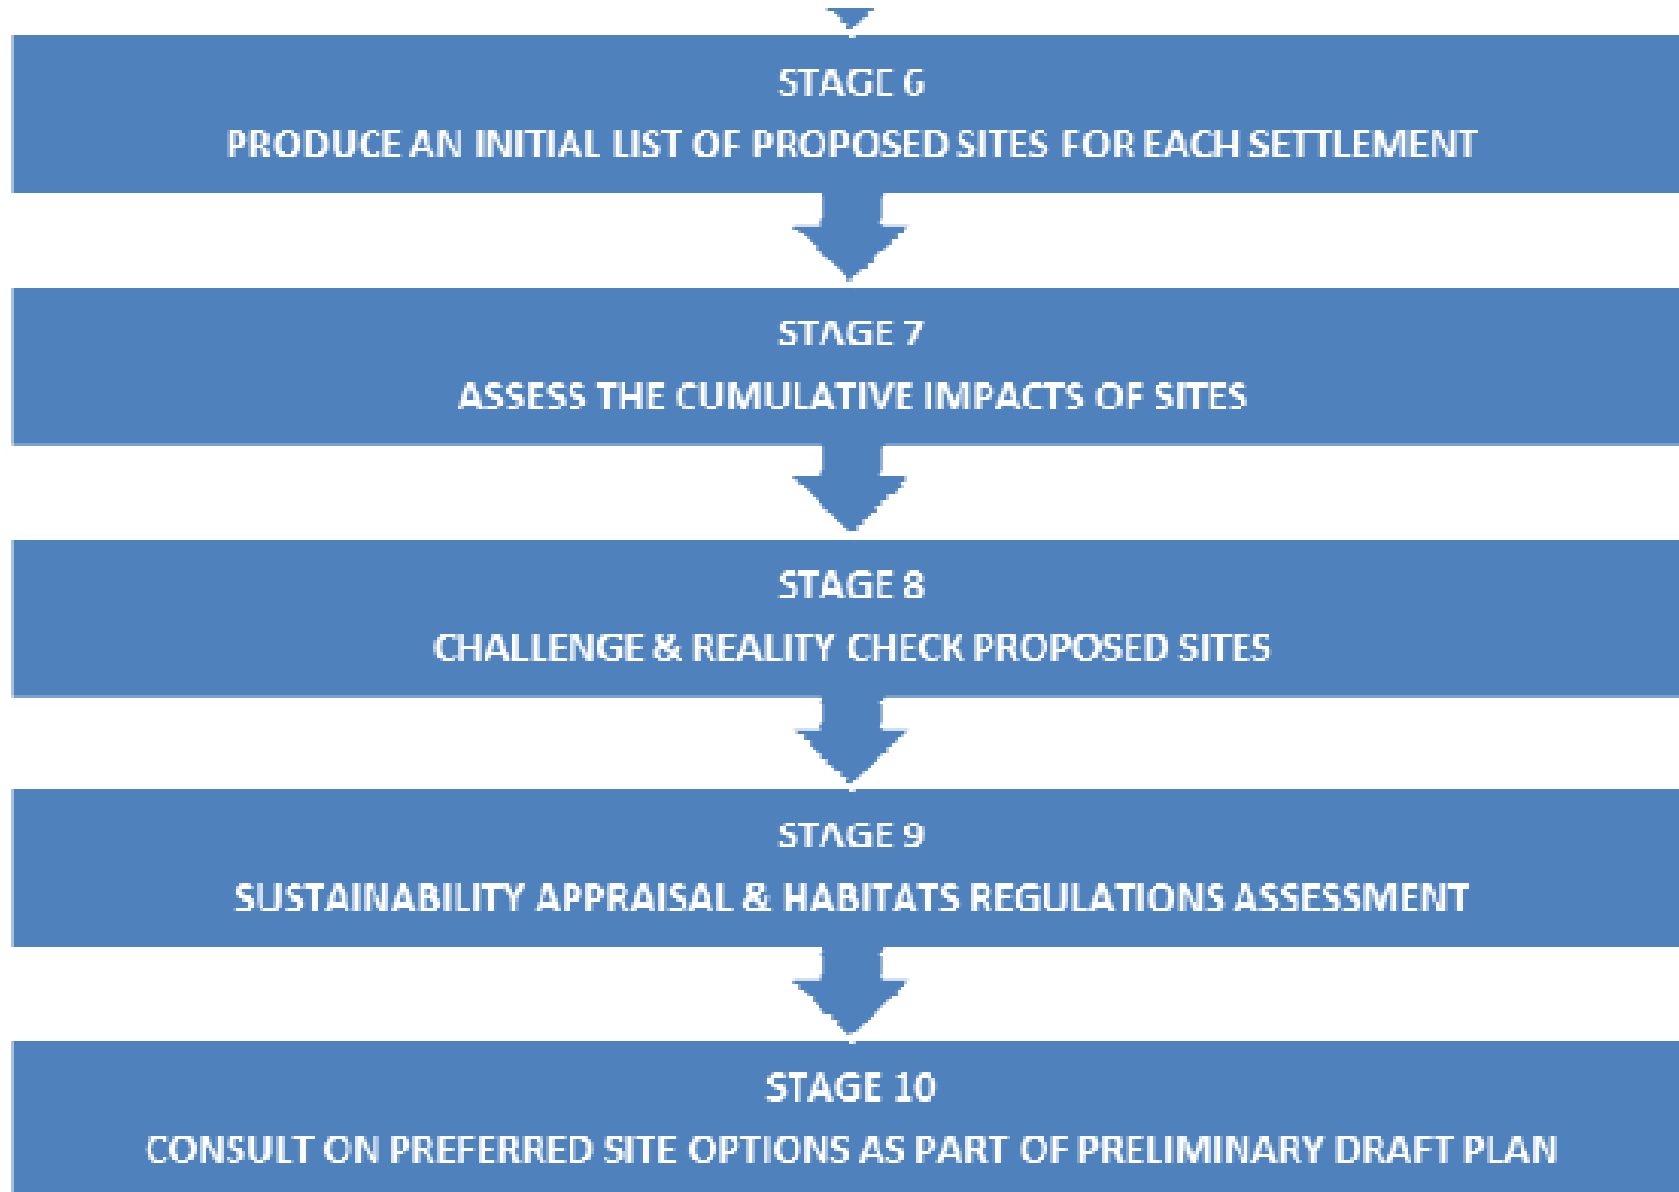 STAGE 6
PRODUCE AN INITIAL LIST OF PROPOSED SITES FOR EACH SETTLEMENT
STAGE 7
ASSESS THE CUMULATIVE IMPACTS OF SITES
STAGE 8
CHALLENGE & REALITY CHECK PROPOSED SITES
STAGE 9
SUSTAINABILITY APPRAISAL & HABITATS REGULATIONS ASSESSMENT
STAGE 10
CONSULT ON PREFERRED SITE OPTIONS AS PART OF PRELIMINARY DRAFT PLAN